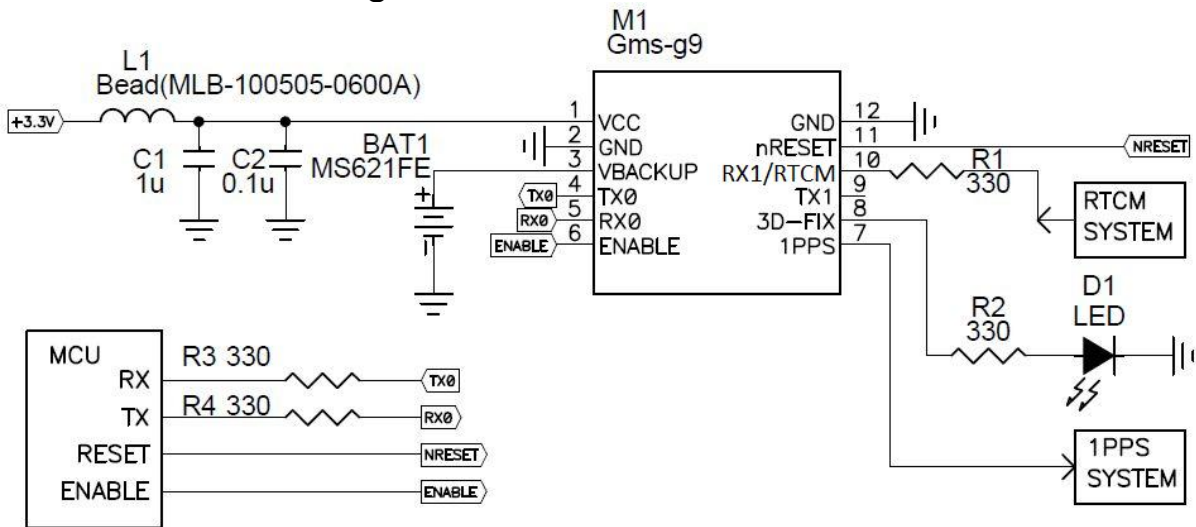 M1
Gms-g9
L1
Bead(MLB-100505-0600A)
+3.3V
C1
1u
C2
0.1u
BAT1
MS621FE
+
1
2
3
4
5
6
TX0
RX0
ENABLE
VCC
GND
VBACKUP
TX0
RX0
ENABLE
GND
nRESET
RX1/RTCM
TX1
3D-FIX
1PPS
12
11
10
9
8
7
NRESET
R1
330
RTCM
SYSTEM
R2
330
D1
LED
1PPS
SYSTEM
MCU
RX
TX
RESET
ENABLE
R3 330
R4 330
TX0
RX0
NRESET
ENABLE